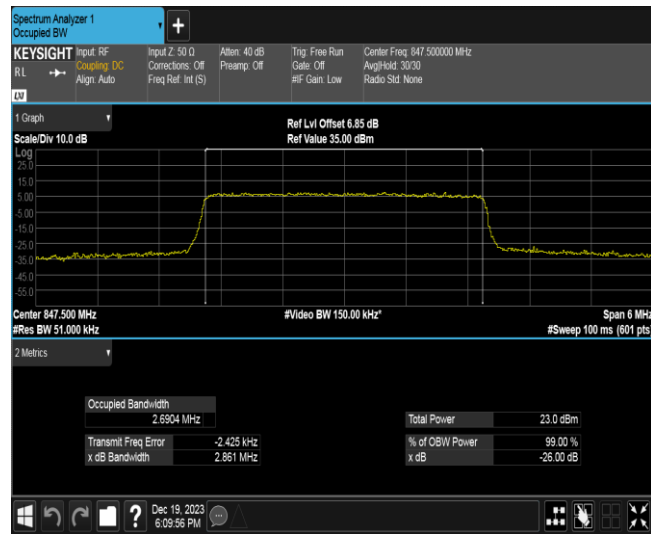 Spectrum Analyzer 1
Occupied BW
KEYSIGHT
RL
LXI
Input: RF
Coupling: DC
Align: Auto
Input Z: 50 Ω
Corrections: Off
Freq Ref: Int (S)
Atten: 40 dB
Preamp: Off
Trig: Free Run
Gate: Off
#IF Gain: Low
Center Freq: 847.500000 MHz
Avg|Hold: 30/30
Radio Std: None
1 Graph
Scale/Div 10.0 dB
Ref Lvl Offset 6.85 dB
Ref Value 35.00 dBm
Log
25.0
15.0
5.00
-5.00
-15.0
-25.0
-35.0
-45.0
-55.0
Center 847.500 MHz
#Res BW 51.000 kHz
#Video BW 150.00 kHz*
Span 6 MHz
#Sweep 100 ms (601 pts)
2 Metrics
Occupied Bandwidth
2.6904 MHz
Transmit Freq Error -2.425 kHz
x dB Bandwidth 2.861 MHz
Total Power 23.0 dBm
% of OBW Power 99.00 %
x dB -26.00 dB
?
Dec 19, 2023
6:09:56 PM